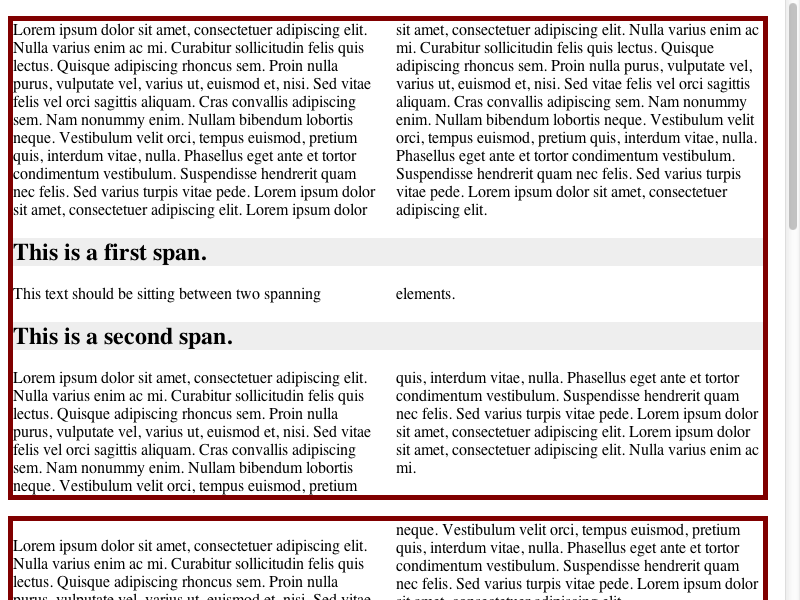 Lorem ipsum dolor sit amet, consectetuer adipiscing elit.
Nulla varius enim ac mi. Curabitur sollicitudin felis quis
lectus. Quisque adipiscing rhoncus sem. Proin nulla
purus, vulputate vel, varius ut, euismod et, nisi. Sed vitae
felis vel orci sagittis aliquam. Cras convallis adipiscing
sem. Nam nonummy enim. Nullam bibendum lobortis
neque. Vestibulum velit orci, tempus euismod, pretium
quis, interdum vitae, nulla. Phasellus eget ante et tortor
condimentum vestibulum. Suspendisse hendrerit quam
nec felis. Sed varius turpis vitae pede. Lorem ipsum dolor
sit amet, consectetuer adipiscing elit. Lorem ipsum dolor
sit amet, consectetuer adipiscing elit. Nulla varius enim ac
mi. Curabitur sollicitudin felis quis lectus. Quisque
adipiscing rhoncus sem. Proin nulla purus, vulputate vel,
varius ut, euismod et, nisi. Sed vitae felis vel orci sagittis
aliquam. Cras convallis adipiscing sem. Nam nonummy
enim. Nullam bibendum lobortis neque. Vestibulum velit
orci, tempus euismod, pretium quis, interdum vitae, nulla.
Phasellus eget ante et tortor condimentum vestibulum.
Suspendisse hendrerit quam nec felis. Sed varius turpis
vitae pede. Lorem ipsum dolor sit amet, consectetuer
adipiscing elit.
This is a first span.
This text should be sitting between two spanning
elements.
This is a second span.
Lorem ipsum dolor sit amet, consectetuer adipiscing elit.
Nulla varius enim ac mi. Curabitur sollicitudin felis quis
lectus. Quisque adipiscing rhoncus sem. Proin nulla
purus, vulputate vel, varius ut, euismod et, nisi. Sed vitae
felis vel orci sagittis aliquam. Cras convallis adipiscing
sem. Nam nonummy enim. Nullam bibendum lobortis
neque. Vestibulum velit orci, tempus euismod, pretium
quis, interdum vitae, nulla. Phasellus eget ante et tortor
condimentum vestibulum. Suspendisse hendrerit quam
nec felis. Sed varius turpis vitae pede. Lorem ipsum dolor
sit amet, consectetuer adipiscing elit. Lorem ipsum dolor
sit amet, consectetuer adipiscing elit. Nulla varius enim ac
mi.
Lorem ipsum dolor sit amet, consectetuer adipiscing elit.
Nulla varius enim ac mi. Curabitur sollicitudin felis quis
lectus. Quisque adipiscing rhoncus sem. Proin nulla
purus, vulputate vel, varius ut, euismod et, nisi. Sed vitae
neque. Vestibulum velit orci, tempus euismod, pretium
quis, interdum vitae, nulla. Phasellus eget ante et tortor
condimentum vestibulum. Suspendisse hendrerit quam
nec felis. Sed varius turpis vitae pede. Lorem ipsum dolor